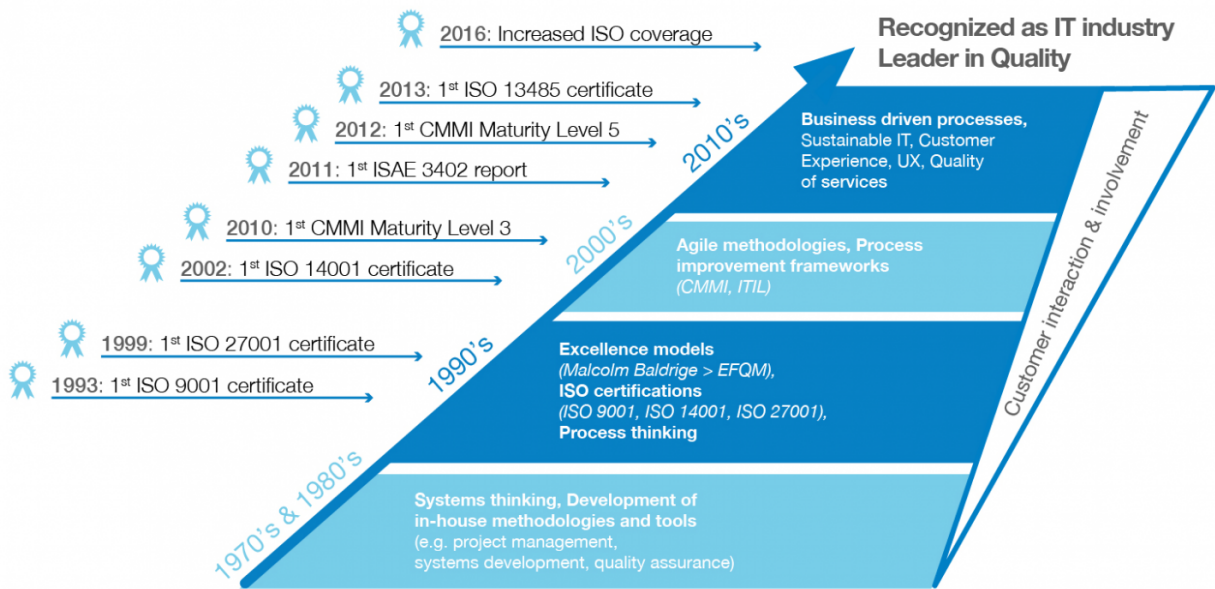 2016: Increased ISO coverage
Recognized as IT industry
Leader in Quality
2013: 1st ISO 13485 certificate
2012: 1st CMMI Maturity Level 5
2011: 1st ISAE 3402 report
2010: 1st CMMI Maturity Level 3
2002: 1st ISO 14001 certificate
1999: 1st ISO 27001 certificate
1993: 1st ISO 9001 certificate
2010's
Business driven processes,
Sustainable IT, Customer
Experience, UX, Quality
of services
2000's
Agile methodologies, Process
improvement frameworks
(CMMI, ITIL)
1990's
Excellence models
(Malcolm Baldrige > EFQM),
ISO certifications
(ISO 9001, ISO 14001, ISO 27001),
Process thinking
1970's & 1980's
Systems thinking, Development of
in-house methodologies and tools
(e.g. project management,
systems development, quality assurance)
Customer interaction & involvement